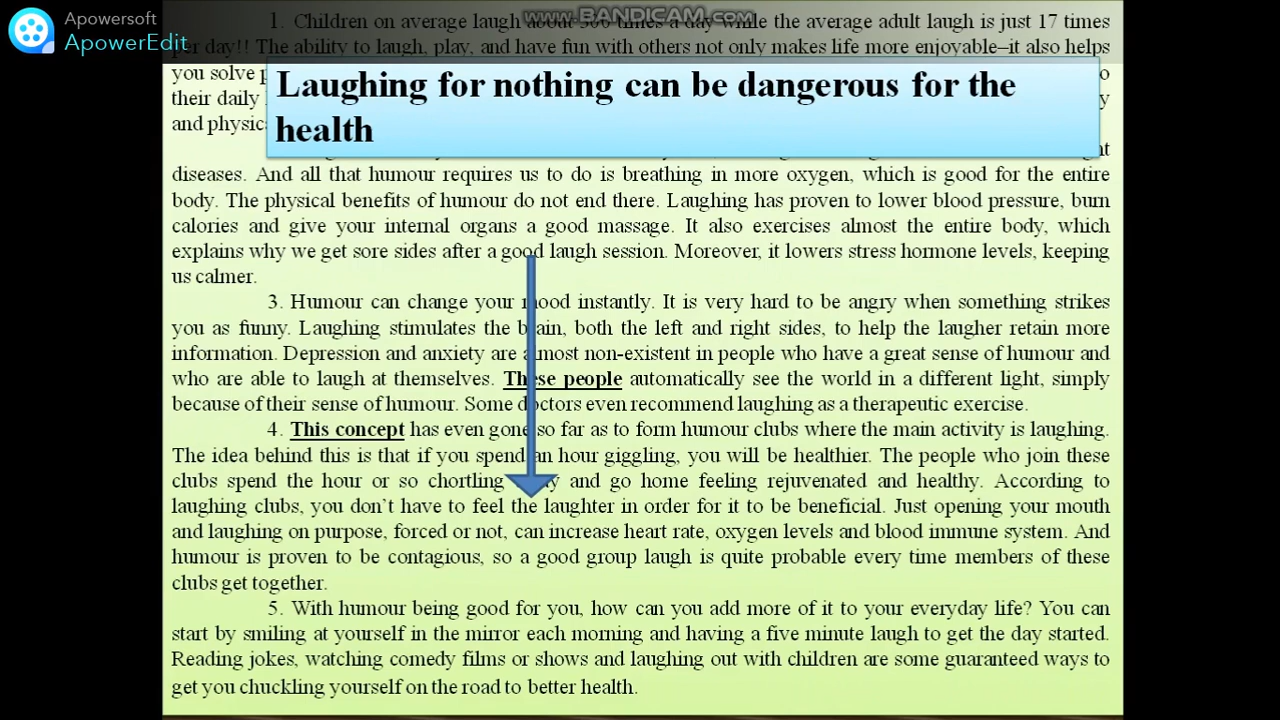 Apowersoft
ApowerEdit
www.BANDICAM.com
1. Children on average laugh about 300 times a day while the average adult laugh is just 17 times
per day!! The ability to laugh, play, and have fun with others not only makes life more enjoyable–it also helps
you solve
Laughing for nothing can be dangerous for the
health
their daily
and
diseases. And all that humour requires us to do is breathing in more oxygen, which is good for the entire
body. The physical benefits of humour do not end there. Laughing has proven to lower blood pressure, burn
calories and give your internal organs a good massage. It also exercises almost the entire body, which
explains why we get sore sides after a good laugh session. Moreover, it lowers stress hormone levels, keeping
us calmer.
3. Humour can change your mood instantly. It is very hard to be angry when something strikes
you as funny. Laughing stimulates the brain, both the left and right sides, to help the laugher retain more
information. Depression and anxiety are almost non-existent in people who have a great sense of humour and
who are able to laugh at themselves. These people automatically see the world in a different light, simply
because of their sense of humour. Some doctors even recommend laughing as a therapeutic exercise.
4. This concept has even gone so far as to form humour clubs where the main activity is laughing.
The idea behind this is that if you spend an hour giggling, you will be healthier. The people who join these
clubs spend the hour or so chortling and go home feeling rejuvenated and healthy. According to
laughing clubs, you don't have to feel the laughter in order for it to be beneficial. Just opening your mouth
and laughing on purpose, forced or not, can increase heart rate, oxygen levels and blood immune system. And
humour is proven to be contagious, so a good group laugh is quite probable every time members of these
clubs get together.
5. With humour being good for you, how can you add more of it to your everyday life? You can
start by smiling at yourself in the mirror each morning and having a five minute laugh to get the day started.
Reading jokes, watching comedy films or shows and laughing out with children are some guaranteed ways to
get you chuckling yourself on the road to better health.